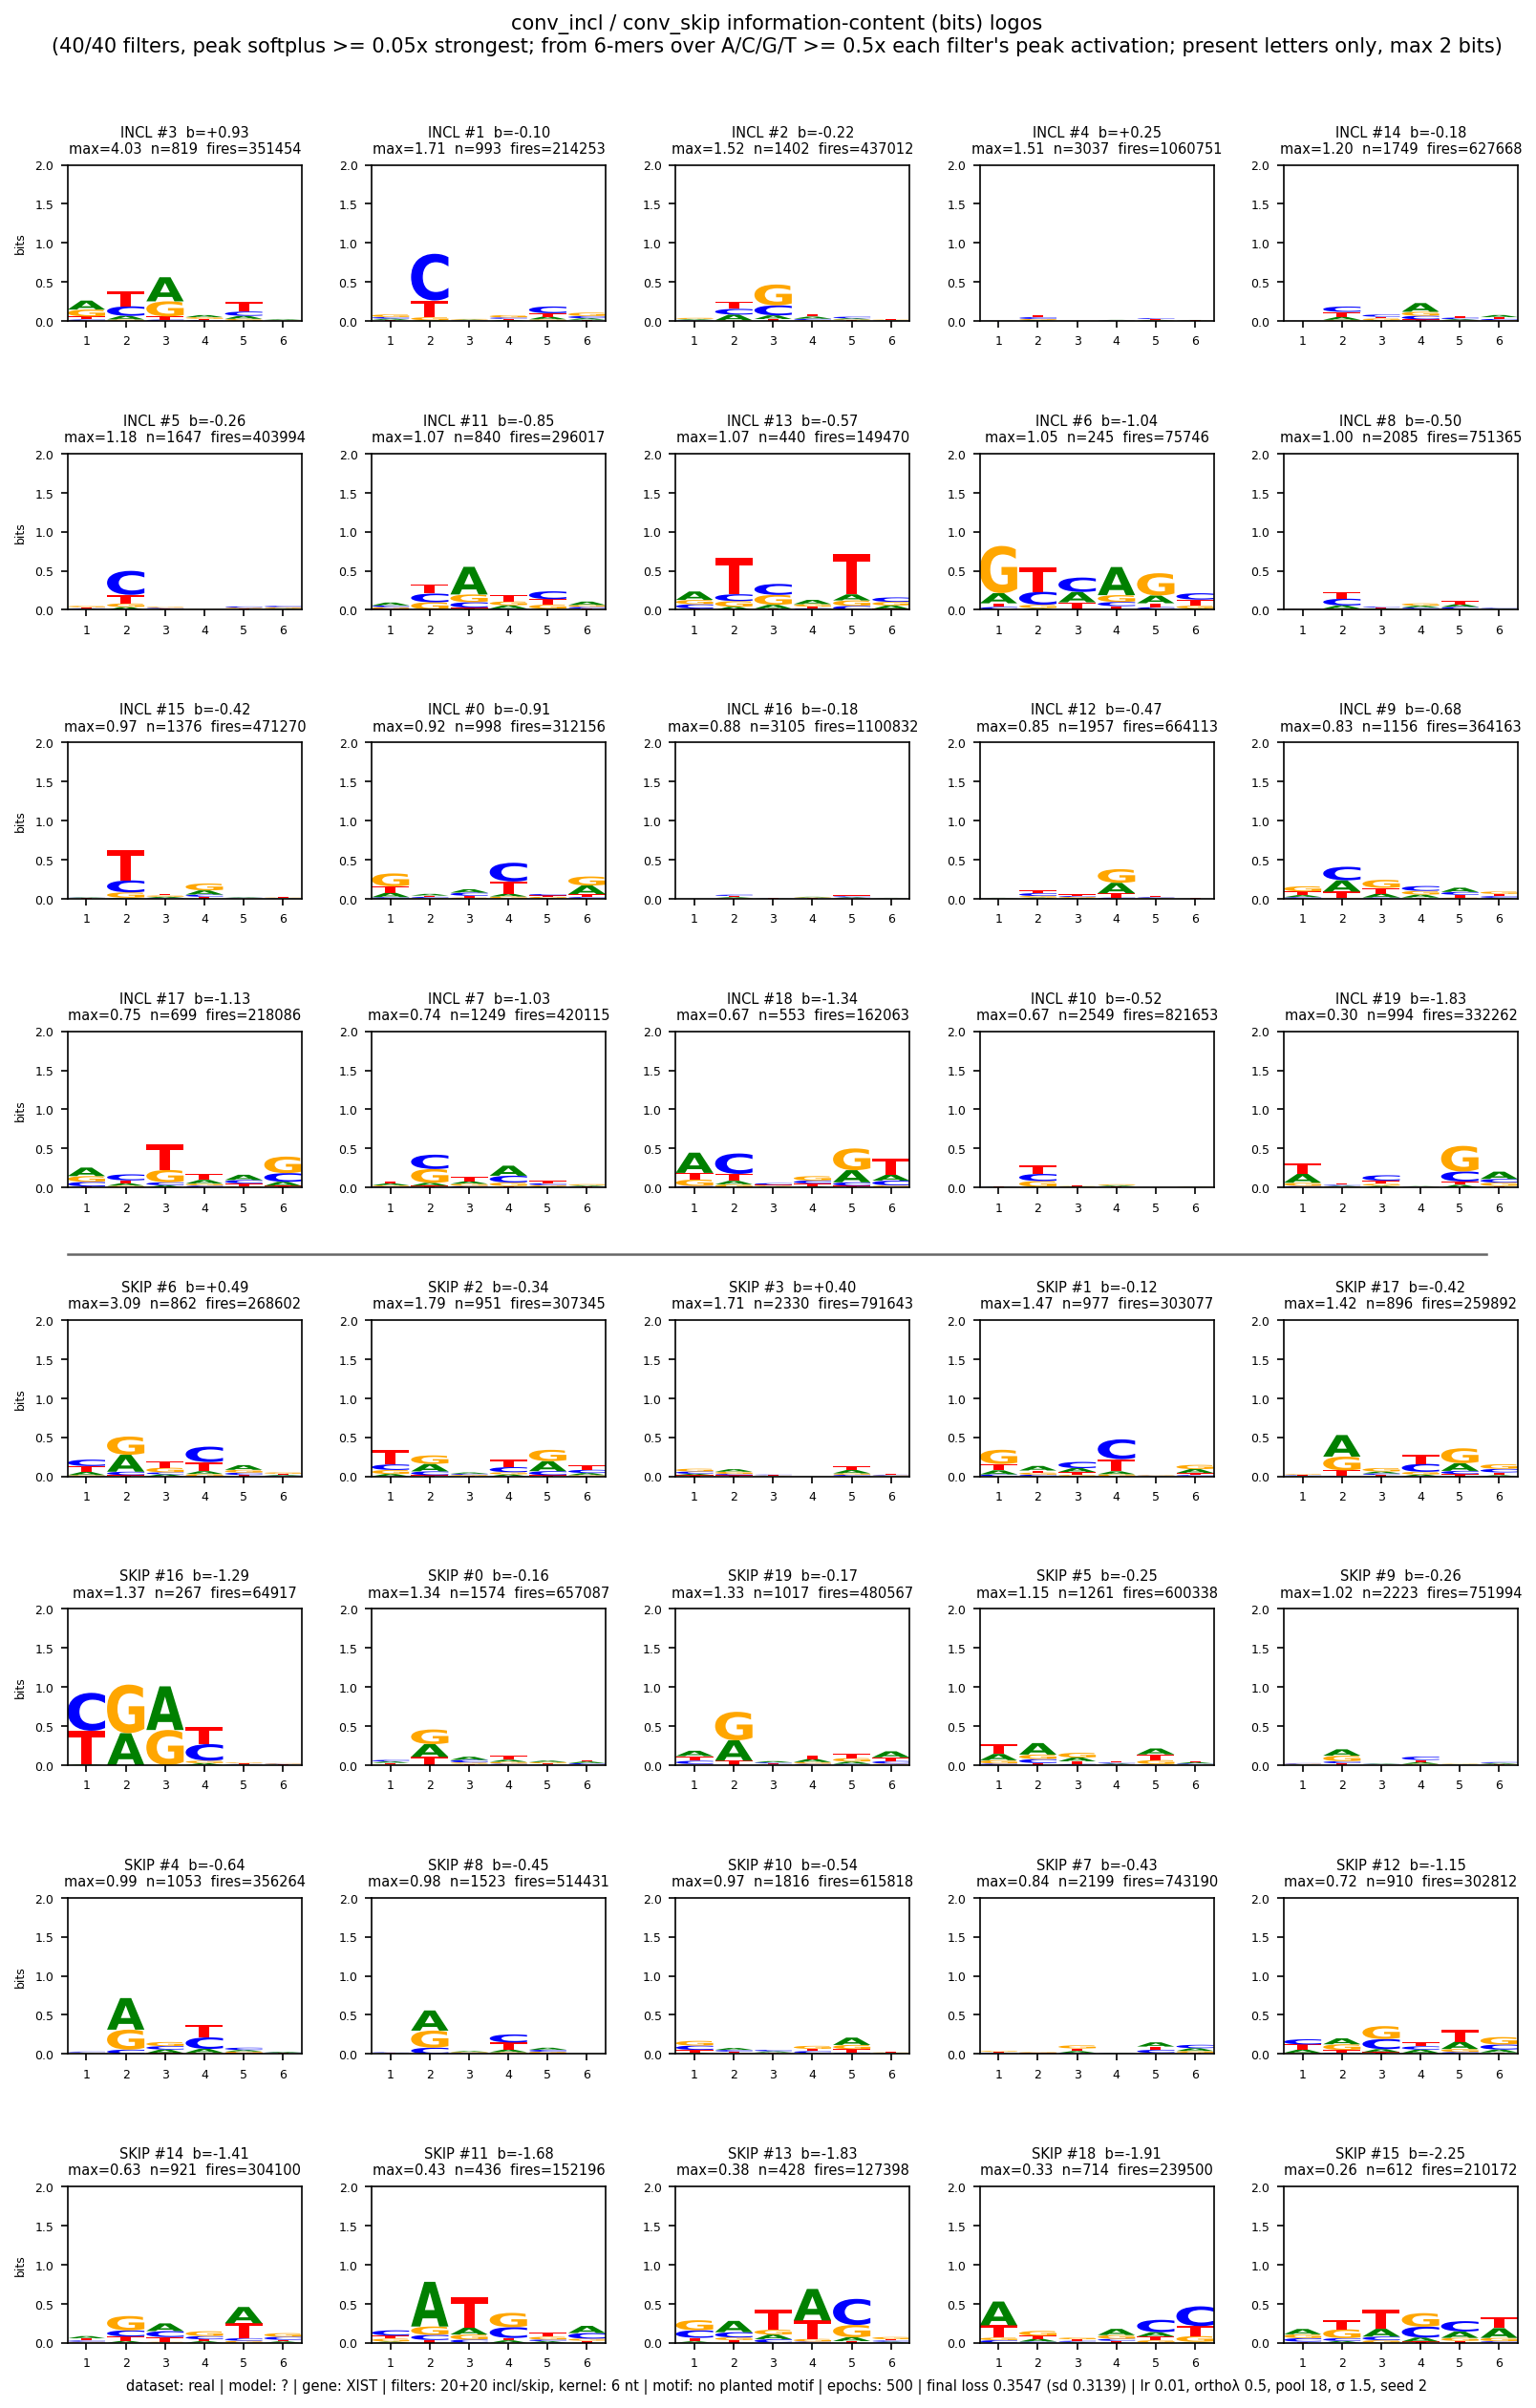 conv_incl / conv_skip information-content (bits) logos
(40/40 filters, peak softplus >= 0.05x strongest; from 6-mers over A/C/G/T >= 0.5x each filter's peak activation; present letters only, max 2 bits)
INCL #3 b=+0.93
max=4.03 n=819 fires=351454
INCL #1 b=-0.10
max=1.71 n=993 fires=214253
INCL #2 b=-0.22
max=1.52 n=1402 fires=437012
INCL #4 b=+0.25
max=1.51 n=3037 fires=1060751
INCL #14 b=-0.18
max=1.20 n=1749 fires=627668
INCL #5 b=-0.26
max=1.18 n=1647 fires=403994
INCL #11 b=-0.85
max=1.07 n=840 fires=296017
INCL #13 b=-0.57
max=1.07 n=440 fires=149470
INCL #6 b=-1.04
max=1.05 n=245 fires=75746
INCL #8 b=-0.50
max=1.00 n=2085 fires=751365
INCL #15 b=-0.42
max=0.97 n=1376 fires=471270
INCL #0 b=-0.91
max=0.92 n=998 fires=312156
INCL #16 b=-0.18
max=0.88 n=3105 fires=1100832
INCL #12 b=-0.47
max=0.85 n=1957 fires=664113
INCL #9 b=-0.68
max=0.83 n=1156 fires=364163
INCL #17 b=-1.13
max=0.75 n=699 fires=218086
INCL #7 b=-1.03
max=0.74 n=1249 fires=420115
INCL #18 b=-1.34
max=0.67 n=553 fires=162063
INCL #10 b=-0.52
max=0.67 n=2549 fires=821653
INCL #19 b=-1.83
max=0.30 n=994 fires=332262
SKIP #6 b=+0.49
max=3.09 n=862 fires=268602
SKIP #2 b=-0.34
max=1.79 n=951 fires=307345
SKIP #3 b=+0.40
max=1.71 n=2330 fires=791643
SKIP #1 b=-0.12
max=1.47 n=977 fires=303077
SKIP #17 b=-0.42
max=1.42 n=896 fires=259892
SKIP #16 b=-1.29
max=1.37 n=267 fires=64917
SKIP #0 b=-0.16
max=1.34 n=1574 fires=657087
SKIP #19 b=-0.17
max=1.33 n=1017 fires=480567
SKIP #5 b=-0.25
max=1.15 n=1261 fires=600338
SKIP #9 b=-0.26
max=1.02 n=2223 fires=751994
SKIP #4 b=-0.64
max=0.99 n=1053 fires=356264
SKIP #8 b=-0.45
max=0.98 n=1523 fires=514431
SKIP #10 b=-0.54
max=0.97 n=1816 fires=615818
SKIP #7 b=-0.43
max=0.84 n=2199 fires=743190
SKIP #12 b=-1.15
max=0.72 n=910 fires=302812
SKIP #14 b=-1.41
max=0.63 n=921 fires=304100
SKIP #11 b=-1.68
max=0.43 n=436 fires=152196
SKIP #13 b=-1.83
max=0.38 n=428 fires=127398
SKIP #18 b=-1.91
max=0.33 n=714 fires=239500
SKIP #15 b=-2.25
max=0.26 n=612 fires=210172
dataset: real | model: ? | gene: XIST | filters: 20+20 incl/skip, kernel: 6 nt | motif: no planted motif | epochs: 500 | final loss 0.3547 (sd 0.3139) | lr 0.01, orthoλ 0.5, pool 18, σ 1.5, seed 2